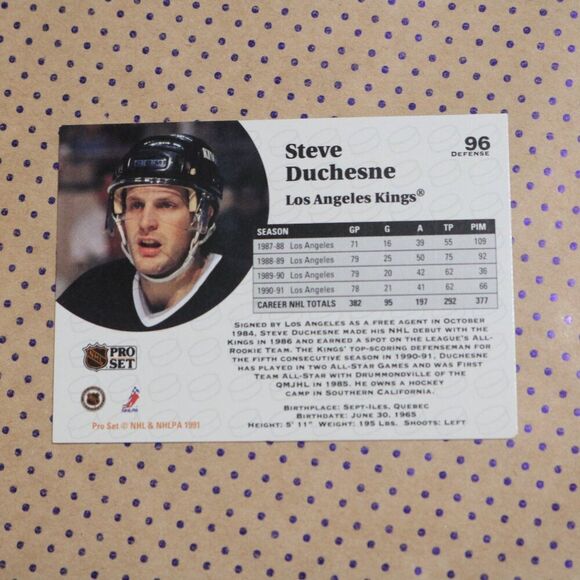 Steve
Duchesne
Los Angeles Kings®
96
DEFENSE
SEASON GP G A TP PIM
1987-88 Los Angeles 71 16 39 55 109
1988-89 Los Angeles 79 25 50 75 92
1989-90 Los Angeles 79 20 42 62 36
1990-91 Los Angeles 78 21 41 62 66
CAREER NHL TOTALS 382 95 197 292 377
SIGNED BY LOS ANGELES AS A FREE AGENT IN OCTOBER
1984, STEVE DUCHESNE MADE HIS NHL DEBUT WITH THE
KINGS IN 1986 AND EARNED A SPOT ON THE LEAGUE'S ALL-
ROOKIE TEAM. THE KINGS' TOP-SCORING DEFENSEMAN FOR
THE FIFTH CONSECUTIVE SEASON IN 1990-91, DUCHESNE
HAS PLAYED IN TWO ALL-STAR GAMES AND WAS FIRST
TEAM ALL-STAR WITH DRUMMONDVILLE OF THE
QMJHL IN 1985. HE OWNS A HOCKEY
CAMP IN SOUTHERN CALIFORNIA.
BIRTHPLACE: SEPT-ILES, QUEBEC
BIRTHDATE: JUNE 30, 1965
HEIGHT: 5' 11" WEIGHT: 195 LBS. SHOOTS: LEFT
NHL
PRO
SET
NHLPA
Pro Set © NHL & NHLPA 1991